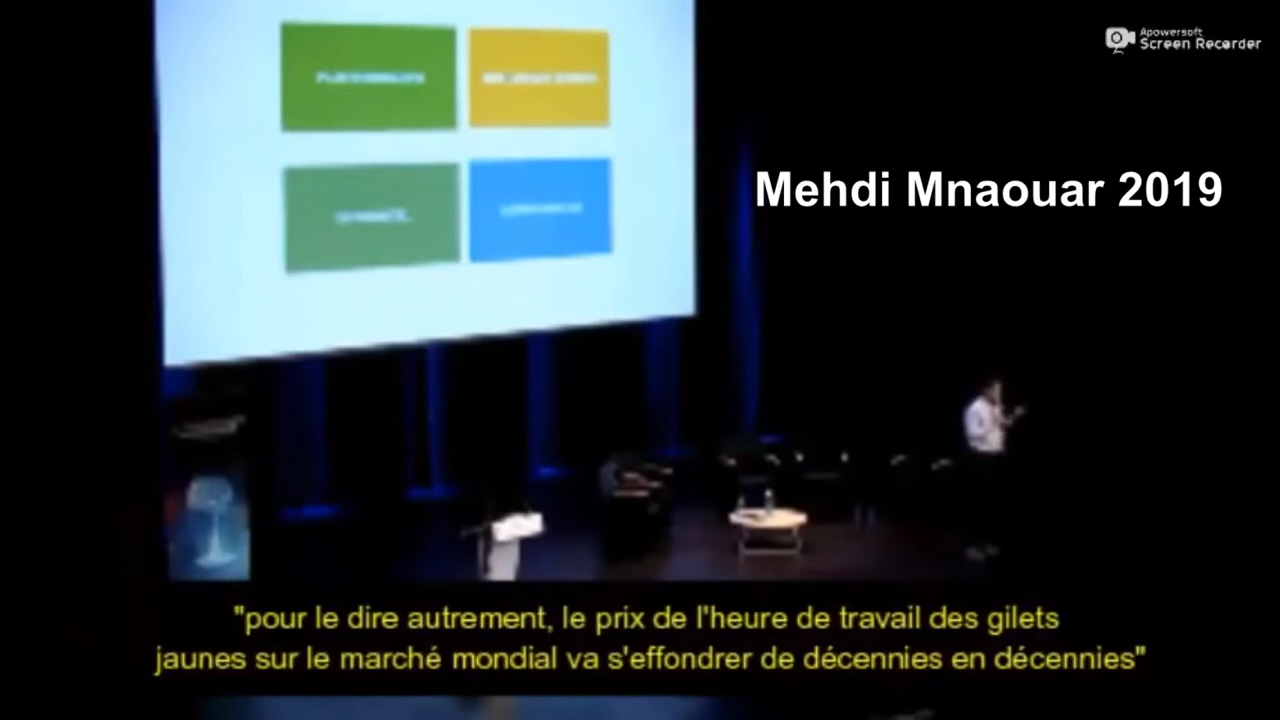 Apowersoft
Screen Recorder
Mehdi Mnaouar 2019
"pour le dire autrement, le prix de l'heure de travail des gilets
jaunes sur le marché mondial va s'effondrer de décennies en décennies"